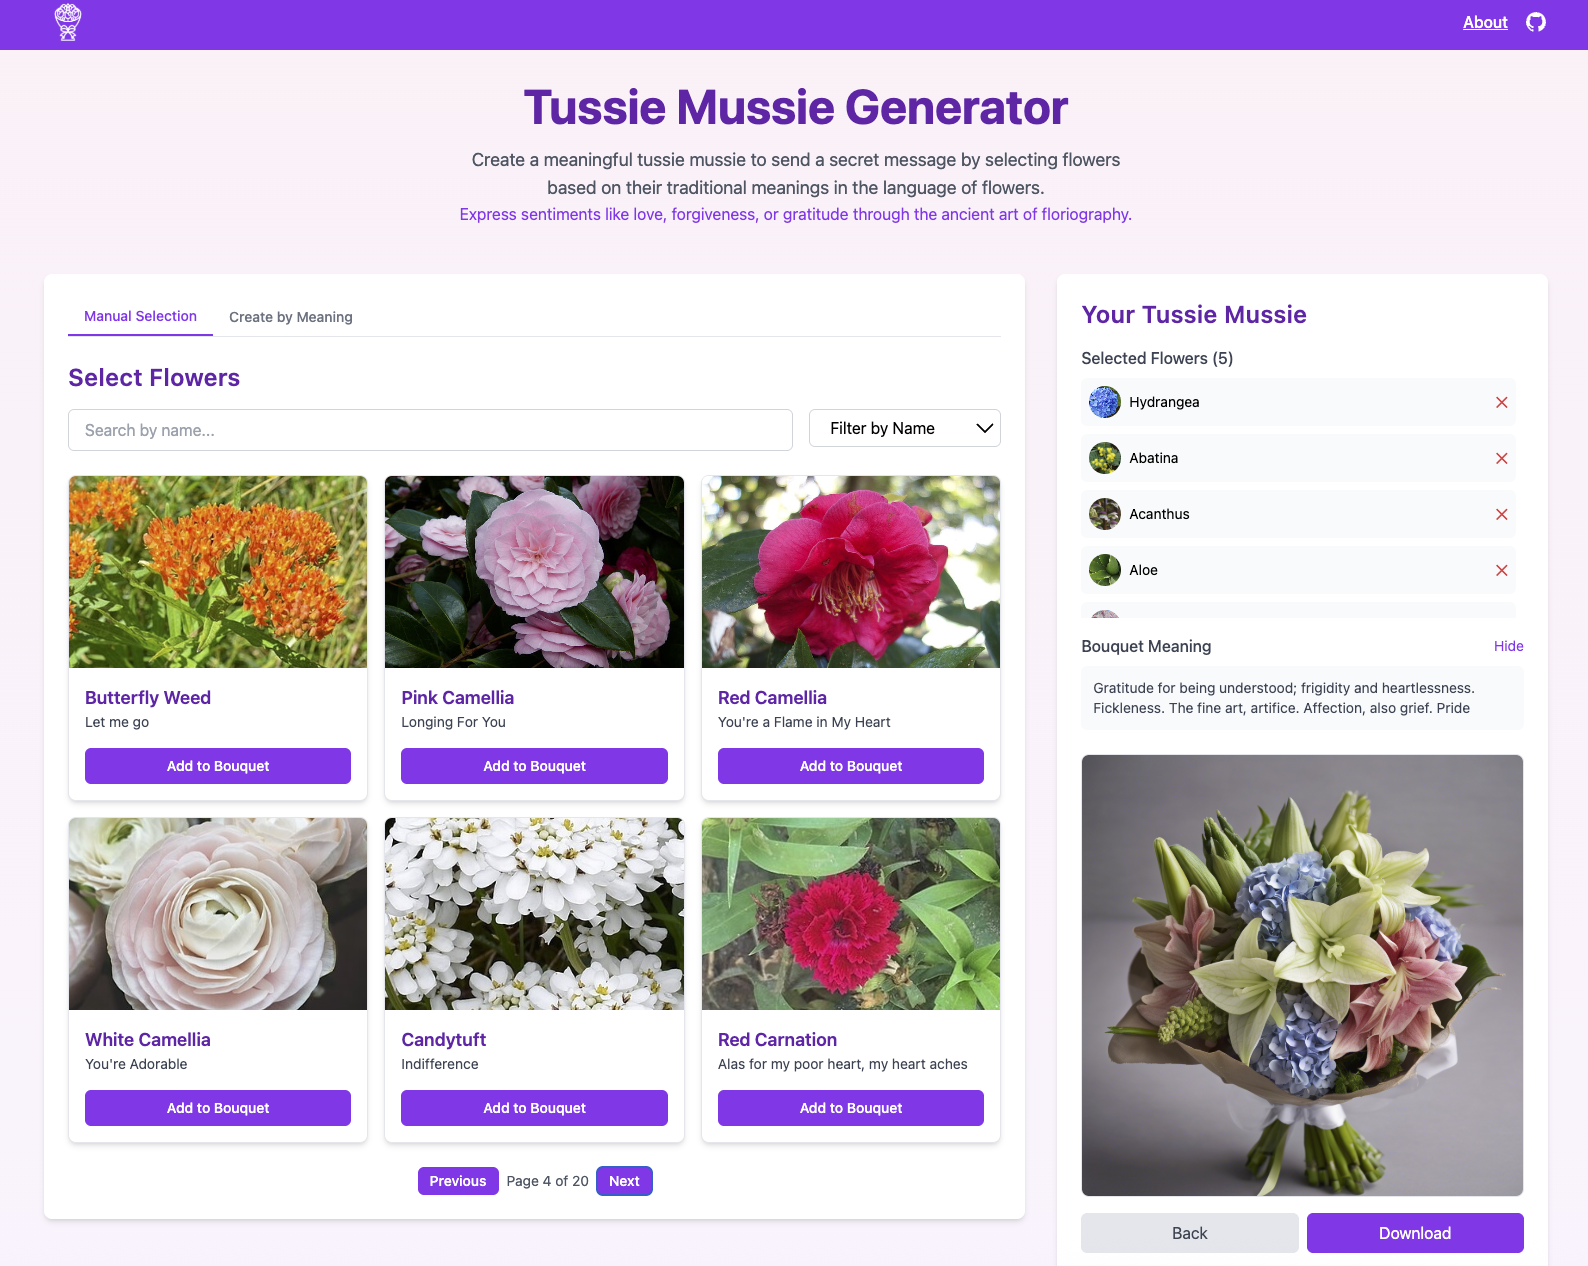 About
Tussie Mussie Generator
Create a meaningful tussie mussie to send a secret message by selecting flowers
based on their traditional meanings in the language of flowers.
Express sentiments like love, forgiveness, or gratitude through the ancient art of floriography.
Manual Selection
Create by Meaning
Select Flowers
Search by name...
Filter by Name
Butterfly Weed
Let me go
Add to Bouquet
Pink Camellia
Longing For You
Add to Bouquet
Red Camellia
You're a Flame in My Heart
Add to Bouquet
White Camellia
You're Adorable
Add to Bouquet
Candytuft
Indifference
Add to Bouquet
Red Carnation
Alas for my poor heart, my heart aches
Add to Bouquet
Previous
Page 4 of 20
Next
Your Tussie Mussie
Selected Flowers (5)
Hydrangea
Abatina
Acanthus
Aloe
Bouquet Meaning
Hide
Gratitude for being understood; frigidity and heartlessness.
Fickleness. The fine art, artifice. Affection, also grief. Pride
Back
Download